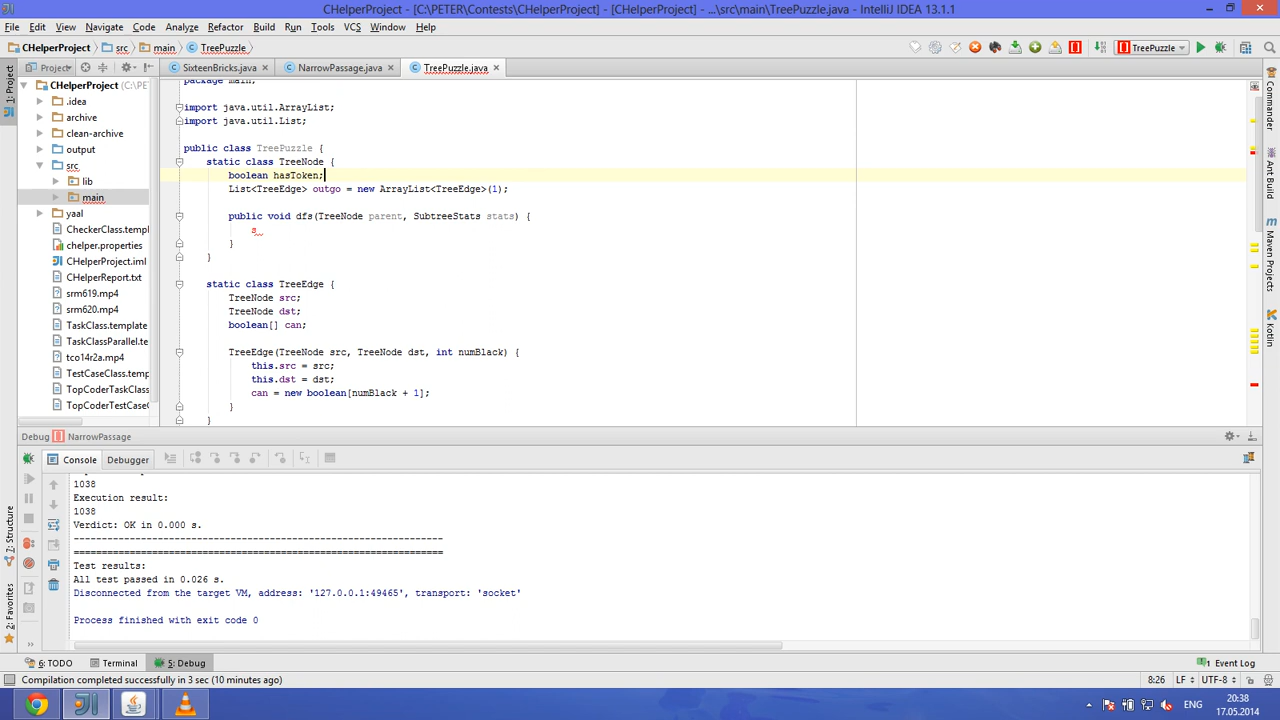 CHelperProject - [C:\PETER\Contests\CHelperProject] - [CHelperProject] - ...\src\main\TreePuzzle.java - IntelliJ IDEA 13.1.1
File Edit View Navigate Code Analyze Refactor Build Run Tools VCS Window Help
CHelperProject src main TreePuzzle TreePuzzle
1: Project
Project
SixteenBricks.java NarrowPassage.java TreePuzzle.java
CHelperProject (C:\PE
.idea
archive
clean-archive
output
src
lib
main
yaal
CheckerClass.templ
chelper.properties
CHelperProject.iml
CHelperReport.txt
srm619.mp4
srm620.mp4
TaskClass.template
TaskClassParallel.te
tco14r2a.mp4
TestCaseClass.temp
TopCoderTaskClass
TopCoderTestCaseC
package main;
import java.util.ArrayList;
import java.util.List;
public class TreePuzzle {
static class TreeNode {
boolean hasToken;
List<TreeEdge> outgo = new ArrayList<TreeEdge>(1);
public void dfs(TreeNode parent, SubtreeStats stats) {
s
}
}
static class TreeEdge {
TreeNode src;
TreeNode dst;
boolean[] can;
TreeEdge(TreeNode src, TreeNode dst, int numBlack) {
this.src = src;
this.dst = dst;
can = new boolean[numBlack + 1];
}
}
Commander
Ant Build
Maven Projects
Kotlin
Debug NarrowPassage
Console Debugger
7: Structure
2: Favorites
1038
Execution result:
1038
Verdict: OK in 0.000 s.
------------------------------------------------------------------
==================================================================
Test results:
All test passed in 0.026 s.
Disconnected from the target VM, address: '127.0.0.1:49465', transport: 'socket'
Process finished with exit code 0
6: TODO Terminal 5: Debug 1 Event Log
Compilation completed successfully in 3 sec (10 minutes ago) 8:26 LF UTF-8
ENG
20:38
17.05.2014